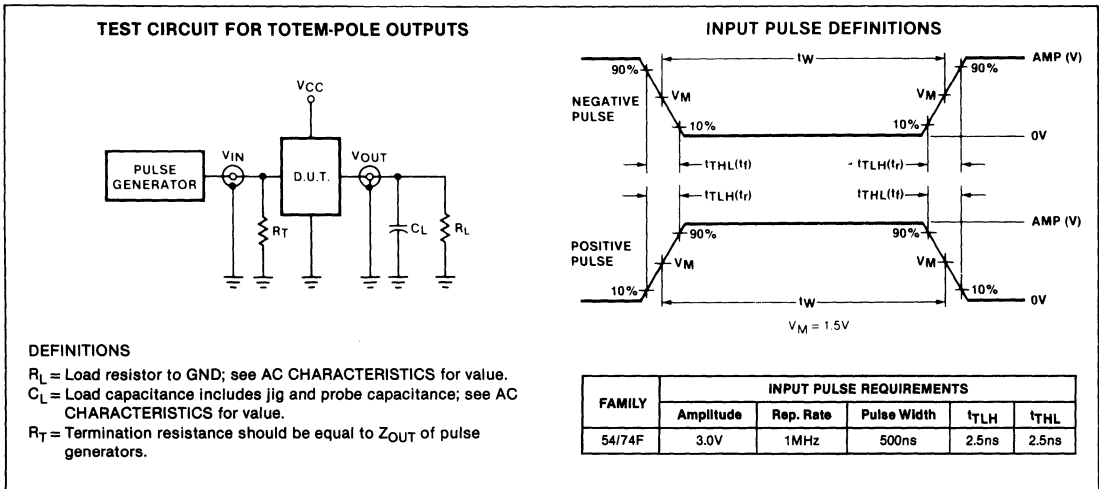 TEST CIRCUIT FOR TOTEM-POLE OUTPUTS
VCC
PULSE
GENERATOR
VIN
D.U.T.
VOUT
RT
CL
RL
DEFINITIONS
RL = Load resistor to GND; see AC CHARACTERISTICS for value.
CL = Load capacitance includes jig and probe capacitance; see AC
CHARACTERISTICS for value.
RT = Termination resistance should be equal to ZOUT of pulse
generators.
INPUT PULSE DEFINITIONS
tW
AMP (V)
90%
90%
VM
VM
NEGATIVE
PULSE
10%
10%
0V
tTHL(tf)
tTLH(tr)
tTLH(tr)
tTHL(tf)
AMP (V)
90%
90%
POSITIVE
PULSE
VM
VM
10%
10%
tW
0V
VM = 1.5V
FAMILY
INPUT PULSE REQUIREMENTS
Amplitude Rep. Rate Pulse Width tTLH tTHL
54/74F 3.0V 1MHz 500ns 2.5ns 2.5ns